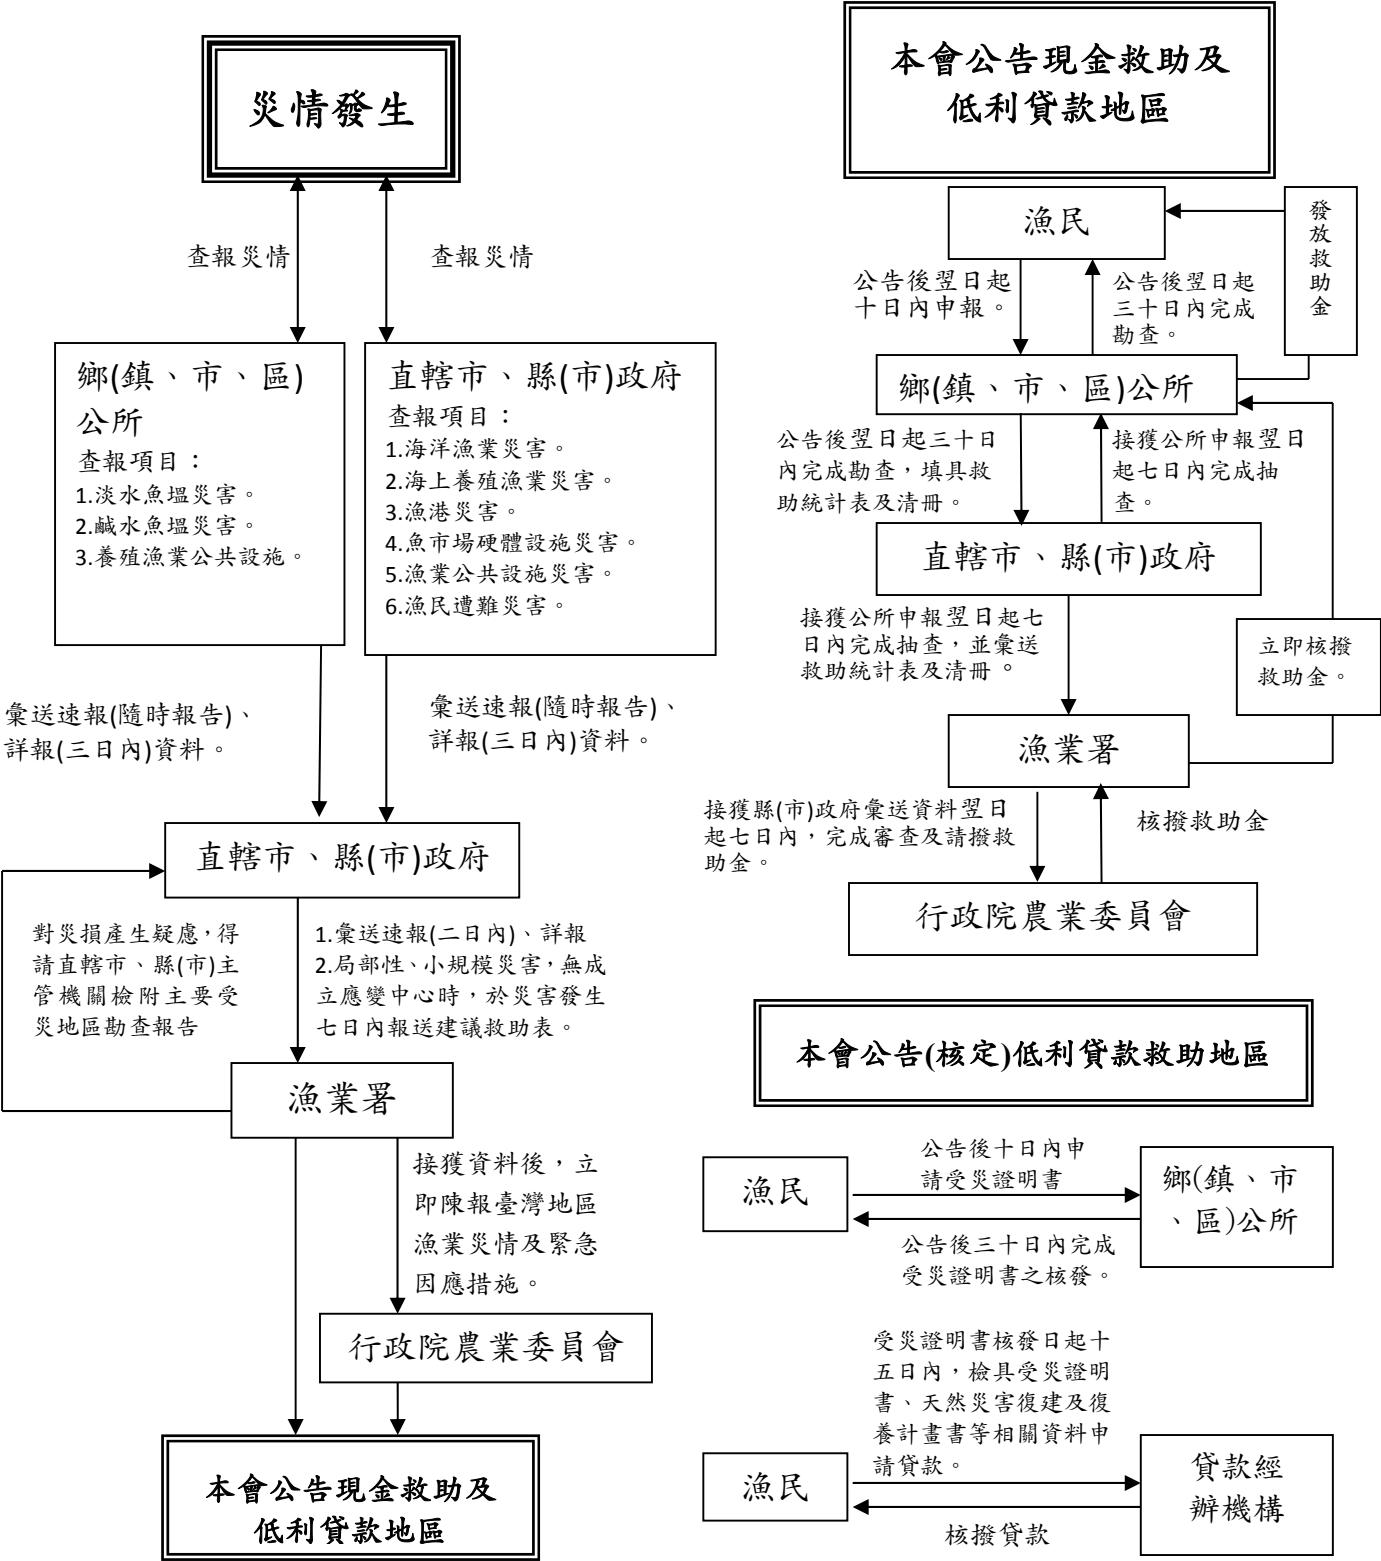 災情發生
查報災情
查報災情
鄉(鎮、市、區)
公所
查報項目：
1.淡水魚塭災害。
2.鹹水魚塭災害。
3.養殖漁業公共設施。
直轄市、縣(市)政府
查報項目：
1.海洋漁業災害。
2.海上養殖漁業災害。
3.漁港災害。
4.魚市場硬體設施災害。
5.漁業公共設施災害。
6.漁民遭難災害。
彙送速報(隨時報告)、
詳報(三日內)資料。
彙送速報(隨時報告)、
詳報(三日內)資料。
直轄市、縣(市)政府
對災損產生疑慮，得
請直轄市、縣(市)主
管機關檢附主要受
災地區勘查報告
1.彙送速報(二日內)、詳報
2.局部性、小規模災害，無成
立應變中心時，於災害發生
七日內報送建議救助表。
漁業署
接獲資料後，立
即陳報臺灣地區
漁業災情及緊急
因應措施。
行政院農業委員會
本會公告現金救助及
低利貸款地區
本會公告現金救助及
低利貸款地區
漁民
發
放
救
助
金
公告後翌日起
十日內申報。
公告後翌日起
三十日內完成
勘查。
鄉(鎮、市、區)公所
公告後翌日起三十日
內完成勘查，填具救
助統計表及清冊。
接獲公所申報翌日
起七日內完成抽
查。
直轄市、縣(市)政府
接獲公所申報翌日起七
日內完成抽查，並彙送
救助統計表及清冊。
立即核撥
救助金。
漁業署
接獲縣(市)政府彙送資料翌日
起七日內，完成審查及請撥救
助金。
核撥救助金
行政院農業委員會
本會公告(核定)低利貸款救助地區
漁民
公告後十日內申
請受災證明書
公告後三十日內完成
受災證明書之核發。
鄉(鎮、市
、區)公所
受災證明書核發日起十
五日內，檢具受災證明
書、天然災害復建及復
養計畫書等相關資料申
請貸款。
漁民
核撥貸款
貸款經
辦機構